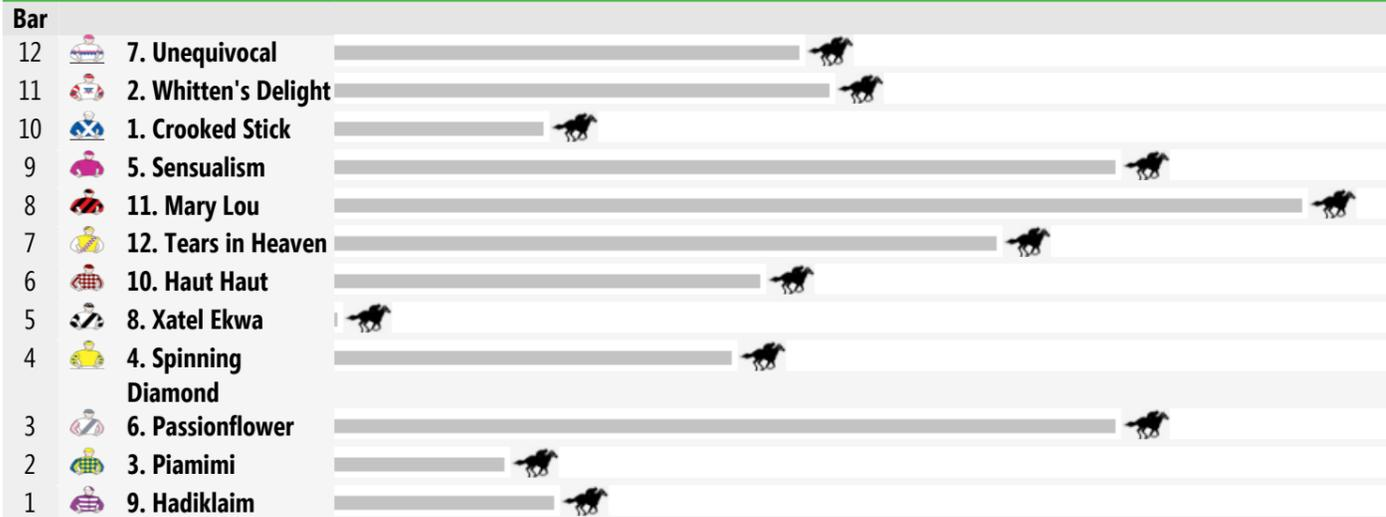 Bar
12 7. Unequivocal
11 2. Whitten's Delight
10 1. Crooked Stick
9 5. Sensualism
8 11. Mary Lou
7 12. Tears in Heaven
6 10. Haut Haut
5 8. Xatel Ekwa
4 4. Spinning
Diamond
3 6. Passionflower
2 3. Piamimi
1 9. Hadiklaim